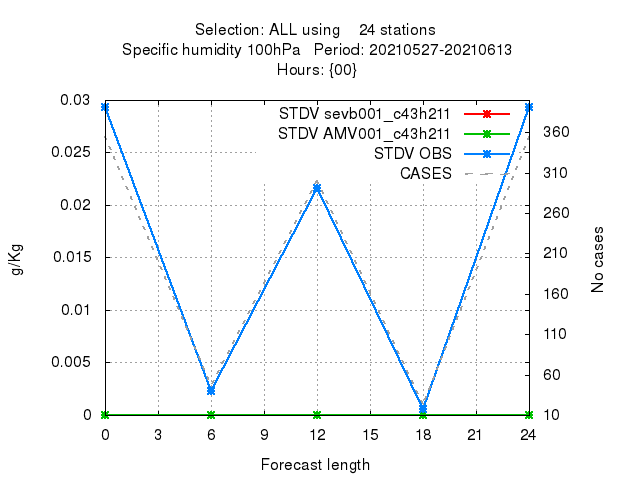 Selection: ALL using 24 stations
Specific humidity 100hPa Period: 20210527-20210613
Hours: {00}
STDV sevb001_c43h211
STDV AMV001_c43h211
STDV OBS
CASES
g/Kg
0.03
0.025
0.02
0.015
0.01
0.005
0
360
310
260
210
160
110
60
10
No cases
0 3 6 9 12 15 18 21 24
Forecast length